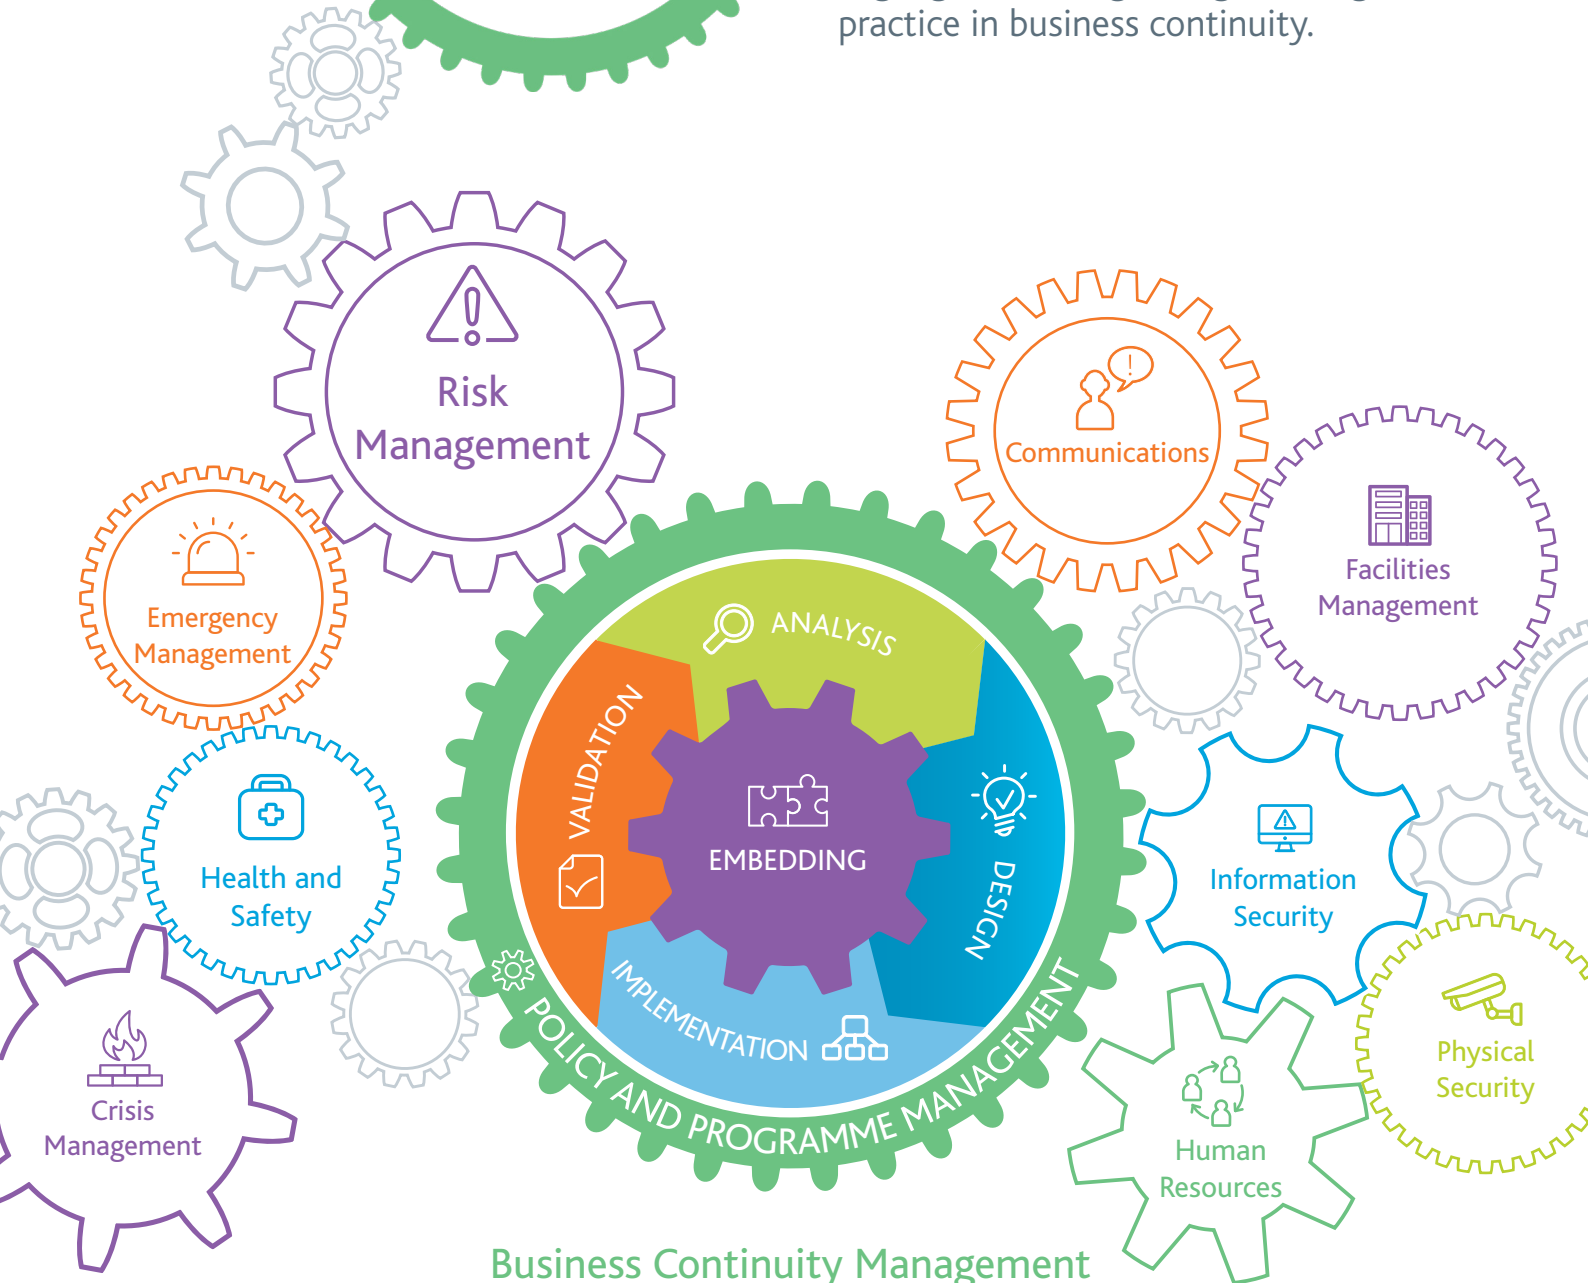 practice in business continuity.
Risk
Management
Communications
Facilities
Management
Emergency
Management
ANALYSIS
VALIDATION
EMBEDDING
DESIGN
IMPLEMENTATION
POLICY AND PROGRAMME MANAGEMENT
Health and
Safety
Information
Security
Crisis
Management
Physical
Security
Human
Resources
Business Continuity Management